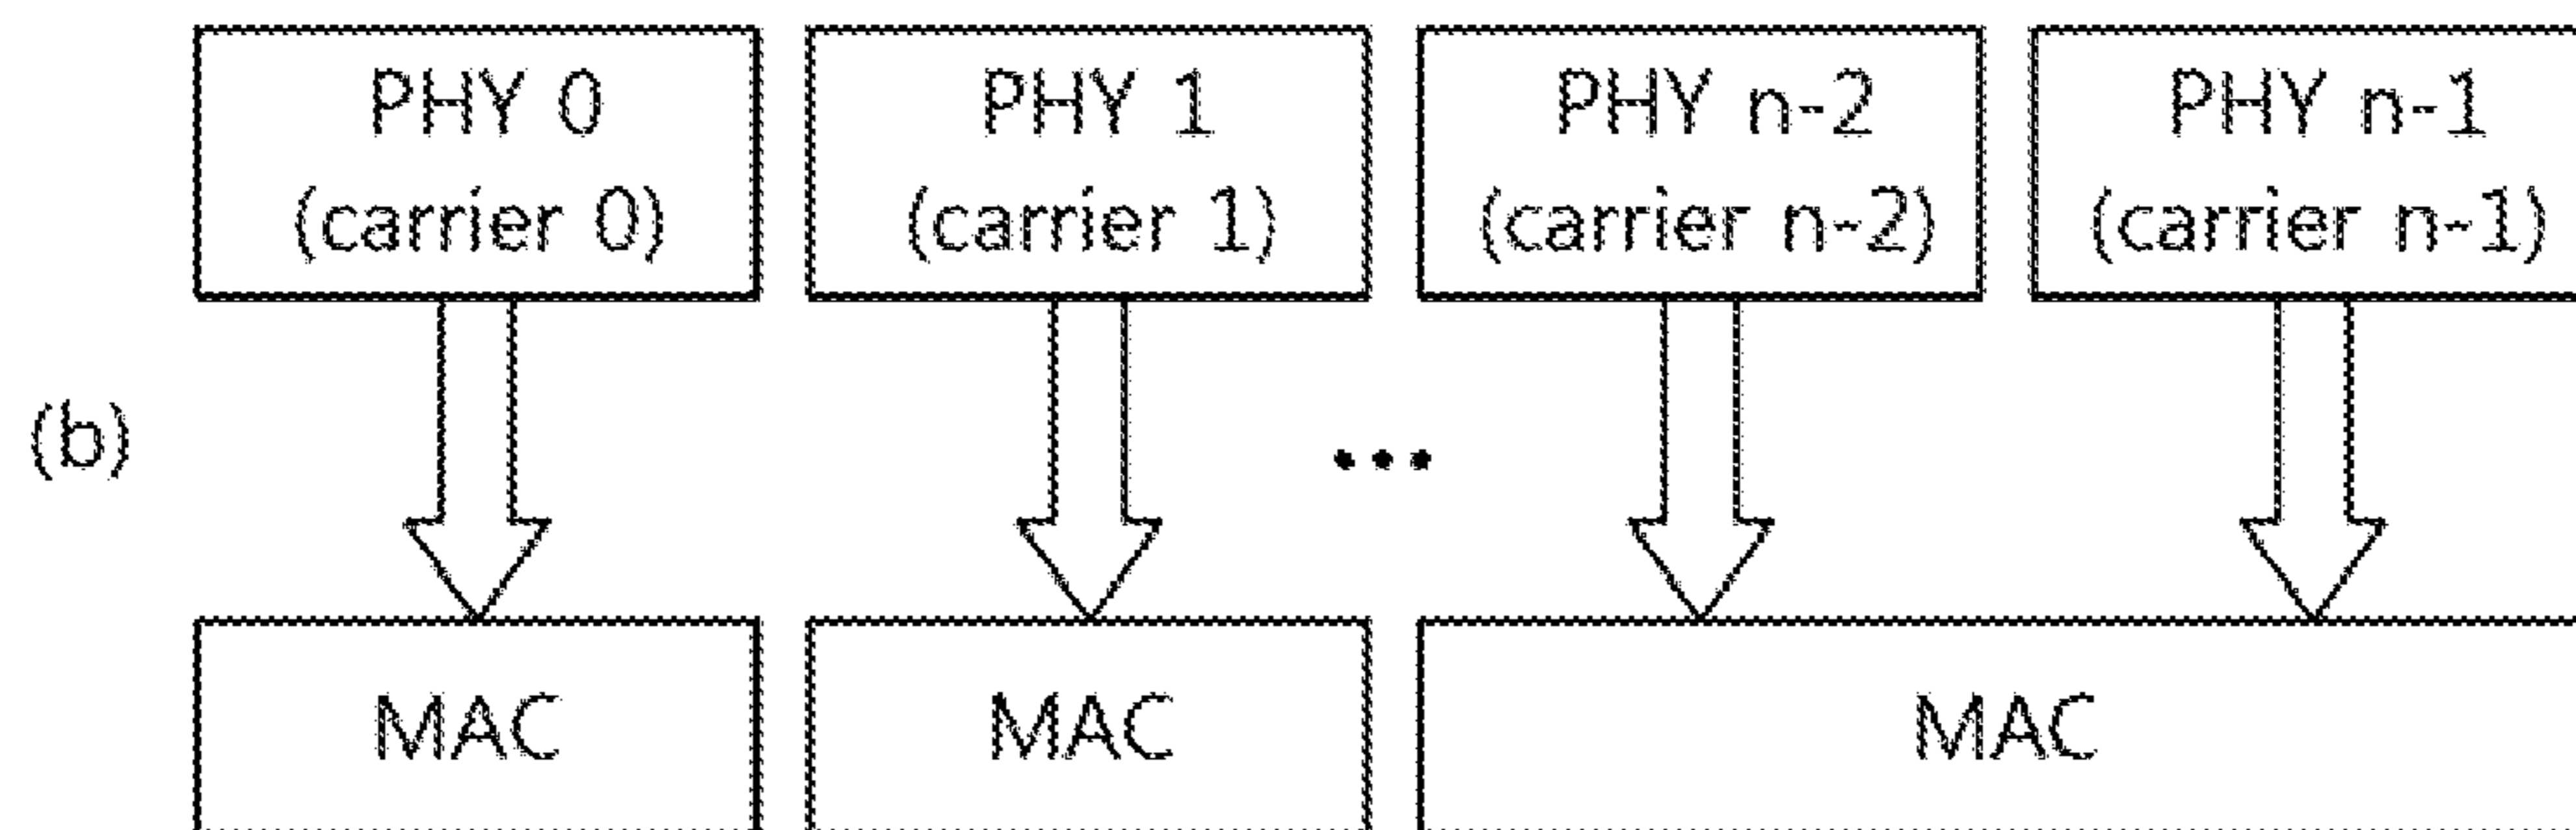 PHY 0
(carrier 0)
PHY 1
(carrier 1)
PHY n-2
(carrier n-2)
PHY n-1
(carrier n-1)
(b)
...
MAC
MAC
MAC